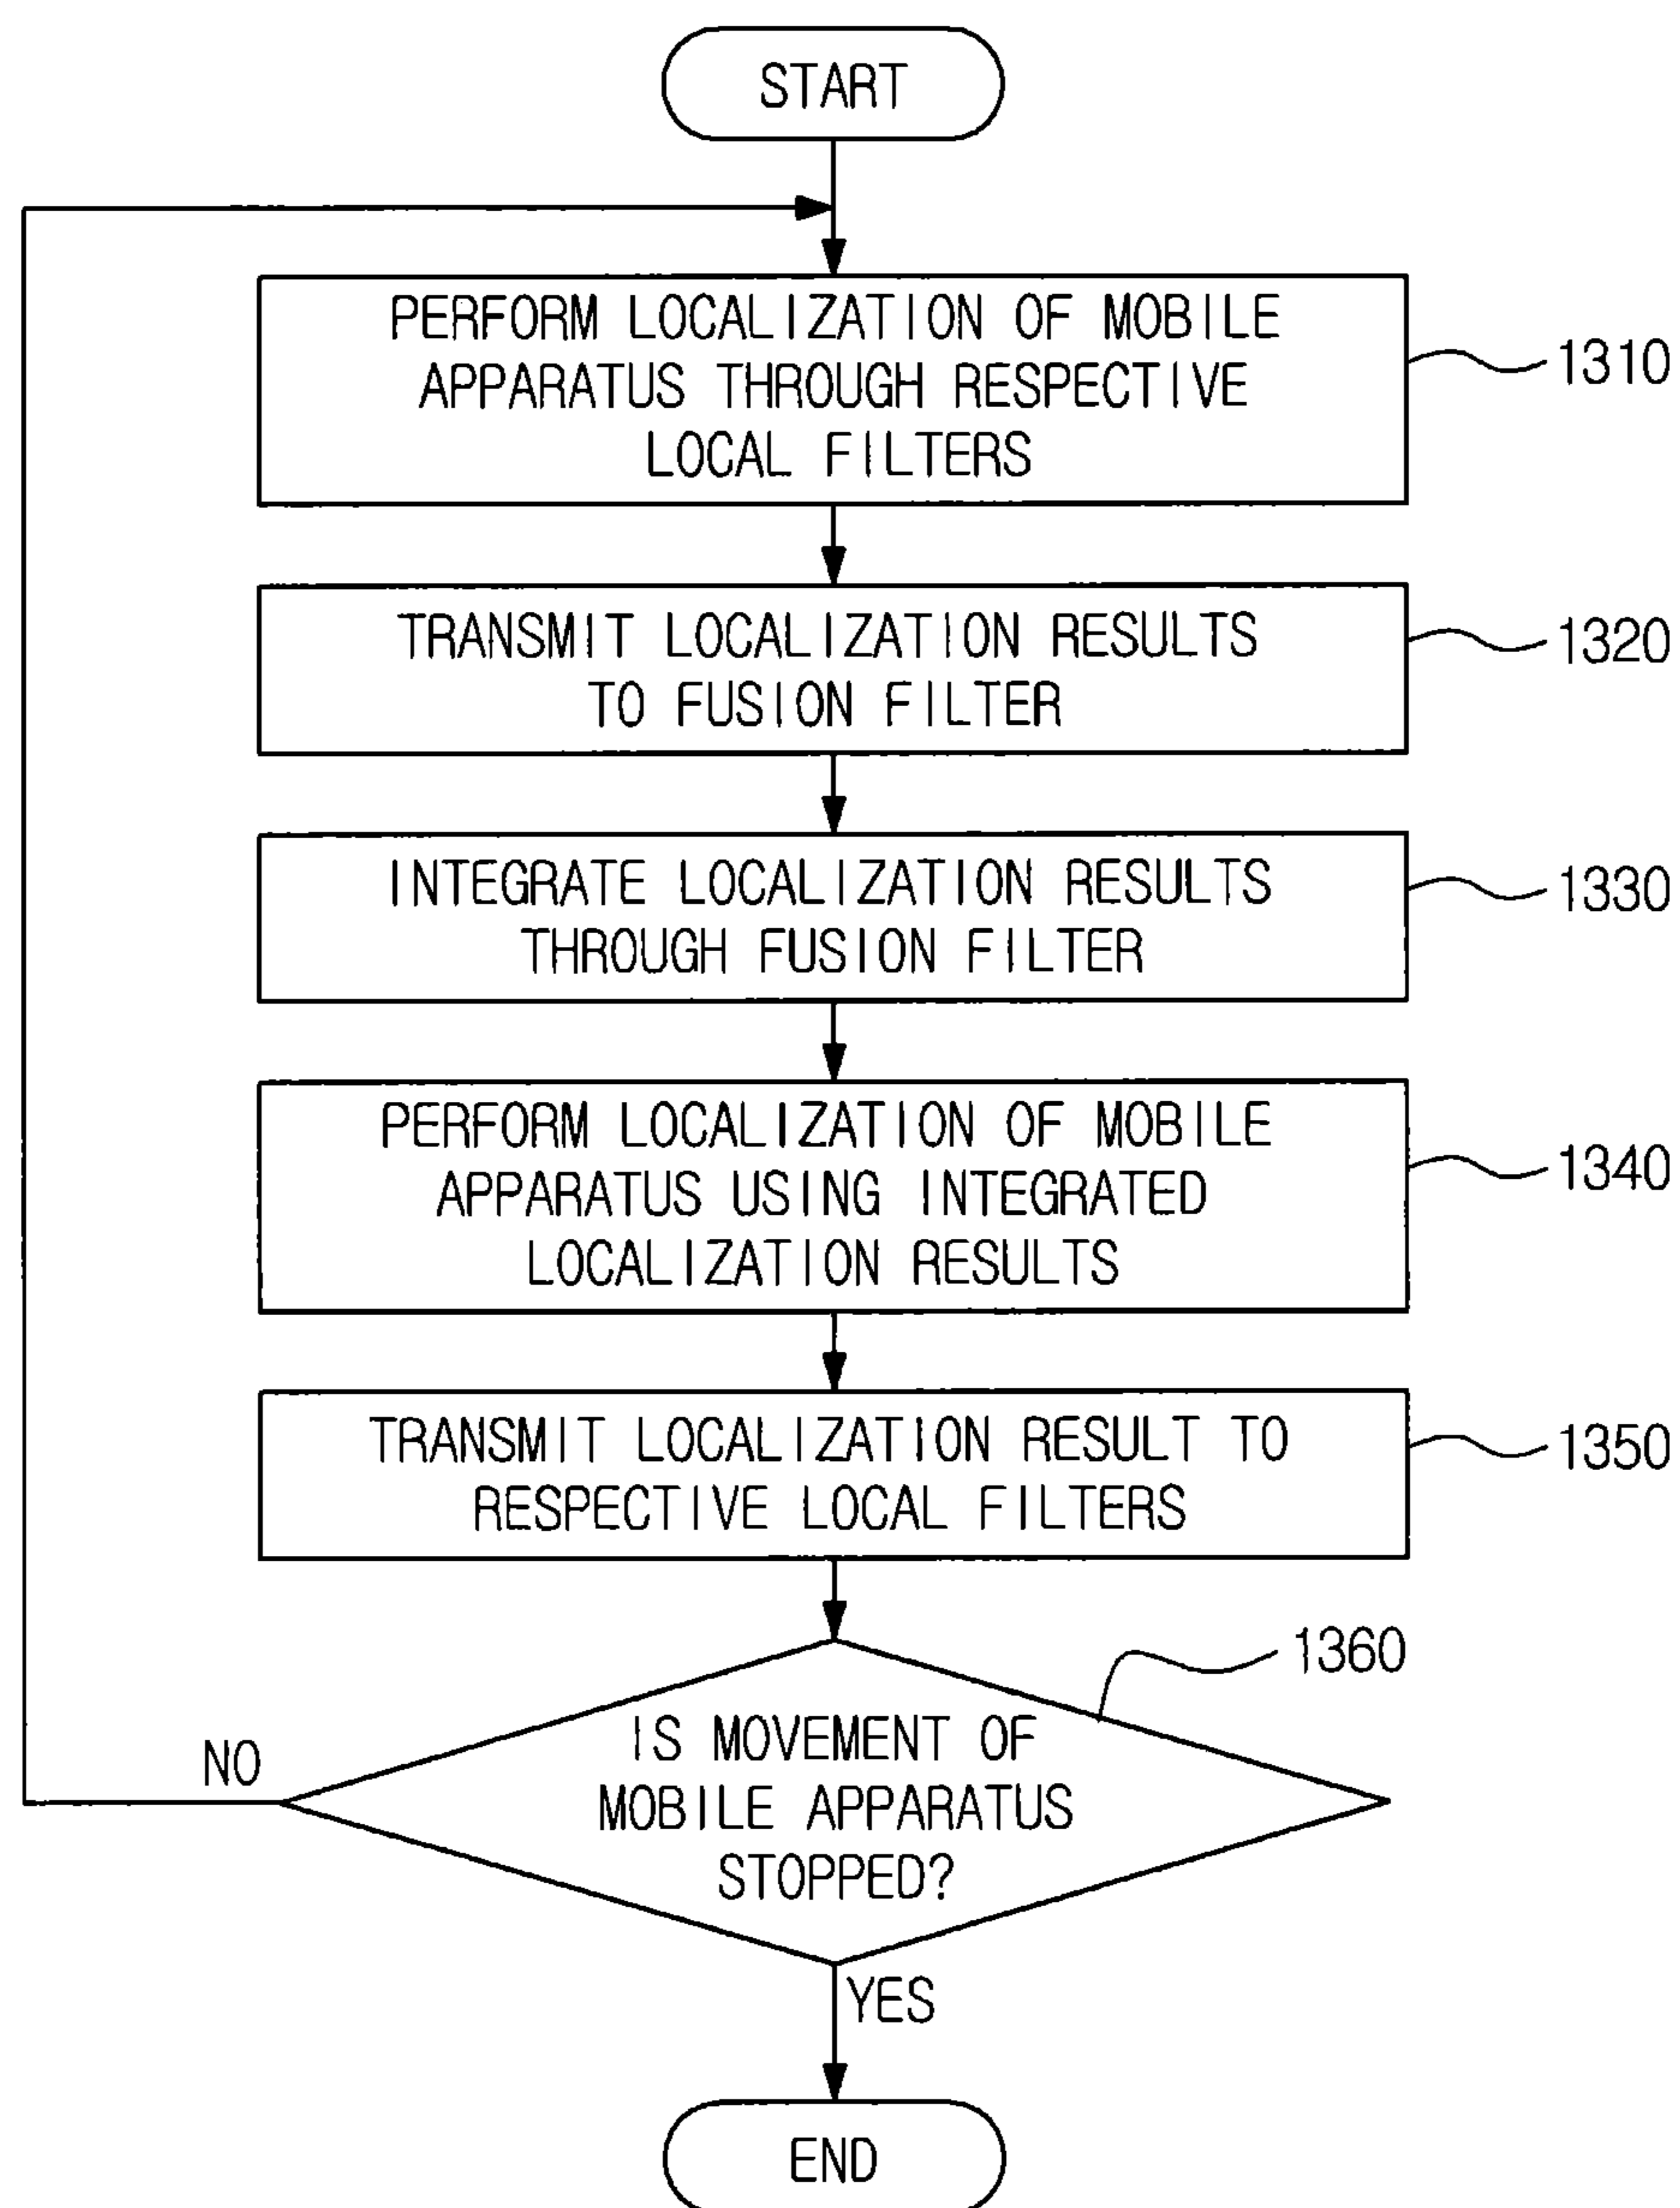 START
PERFORM LOCALIZATION OF MOBILE
APPARATUS THROUGH RESPECTIVE
LOCAL FILTERS
1310
TRANSMIT LOCALIZATION RESULTS
TO FUSION FILTER
1320
INTEGRATE LOCALIZATION RESULTS
THROUGH FUSION FILTER
1330
PERFORM LOCALIZATION OF MOBILE
APPARATUS USING INTEGRATED
LOCALIZATION RESULTS
1340
TRANSMIT LOCALIZATION RESULT TO
RESPECTIVE LOCAL FILTERS
1350
1360
IS MOVEMENT OF
MOBILE APPARATUS
STOPPED?
NO
YES
END